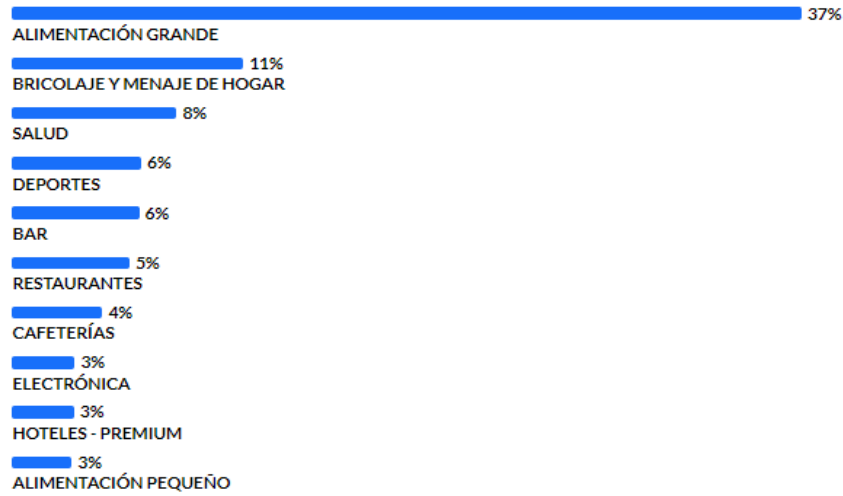 37%
ALIMENTACIÓN GRANDE
11%
BRICOLAJE Y MENAJE DE HOGAR
8%
SALUD
6%
DEPORTES
6%
BAR
5%
RESTAURANTES
4%
CAFETERÍAS
3%
ELECTRÓNICA
3%
HOTELES - PREMIUM
3%
ALIMENTACIÓN PEQUEÑO